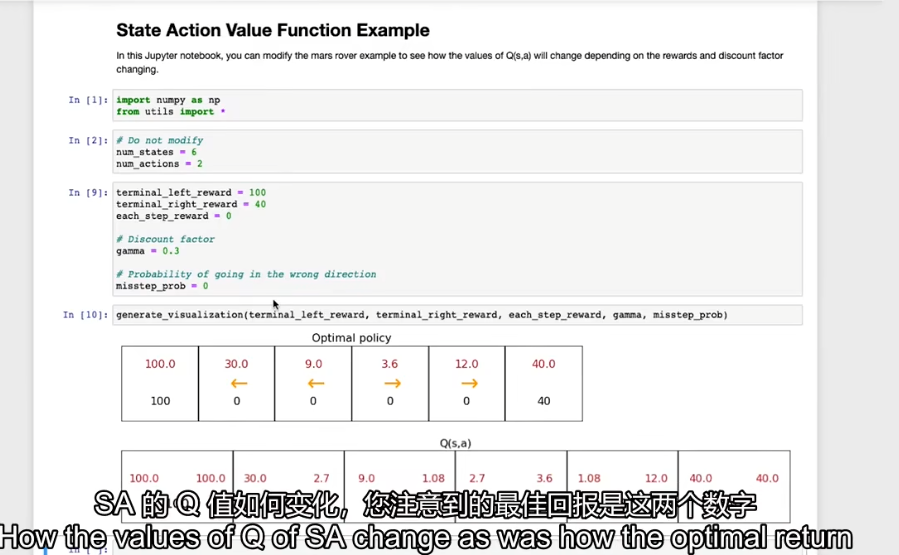 State Action Value Function Example
In this Jupyter notebook, you can modify the mars rover example to see how the values of Q(s,a) will change depending on the rewards and discount factor
changing.
In [1]: import numpy as np
from utils import *
In [2]: # Do not modify
num_states = 6
num_actions = 2
In [9]: terminal_left_reward = 100
terminal_right_reward = 40
each_step_reward = 0
# Discount factor
gamma = 0.3
# Probability of going in the wrong direction
misstep_prob = 0
In [10]: generate_visualization(terminal_left_reward, terminal_right_reward, each_step_reward, gamma, misstep_prob)
Optimal policy
100.0 30.0 9.0 3.6 12.0 40.0
← ← → →
100 0 0 0 0 40
Q(s,a)
100.0 100.0 30.0 2.7 9.0 1.08 2.7 3.6 1.08 12.0 40.0 40.0
SA 的 Q 值如何变化，您注意到的最佳回报是这两个数字
How the values of Q of SA change as was how the optimal return